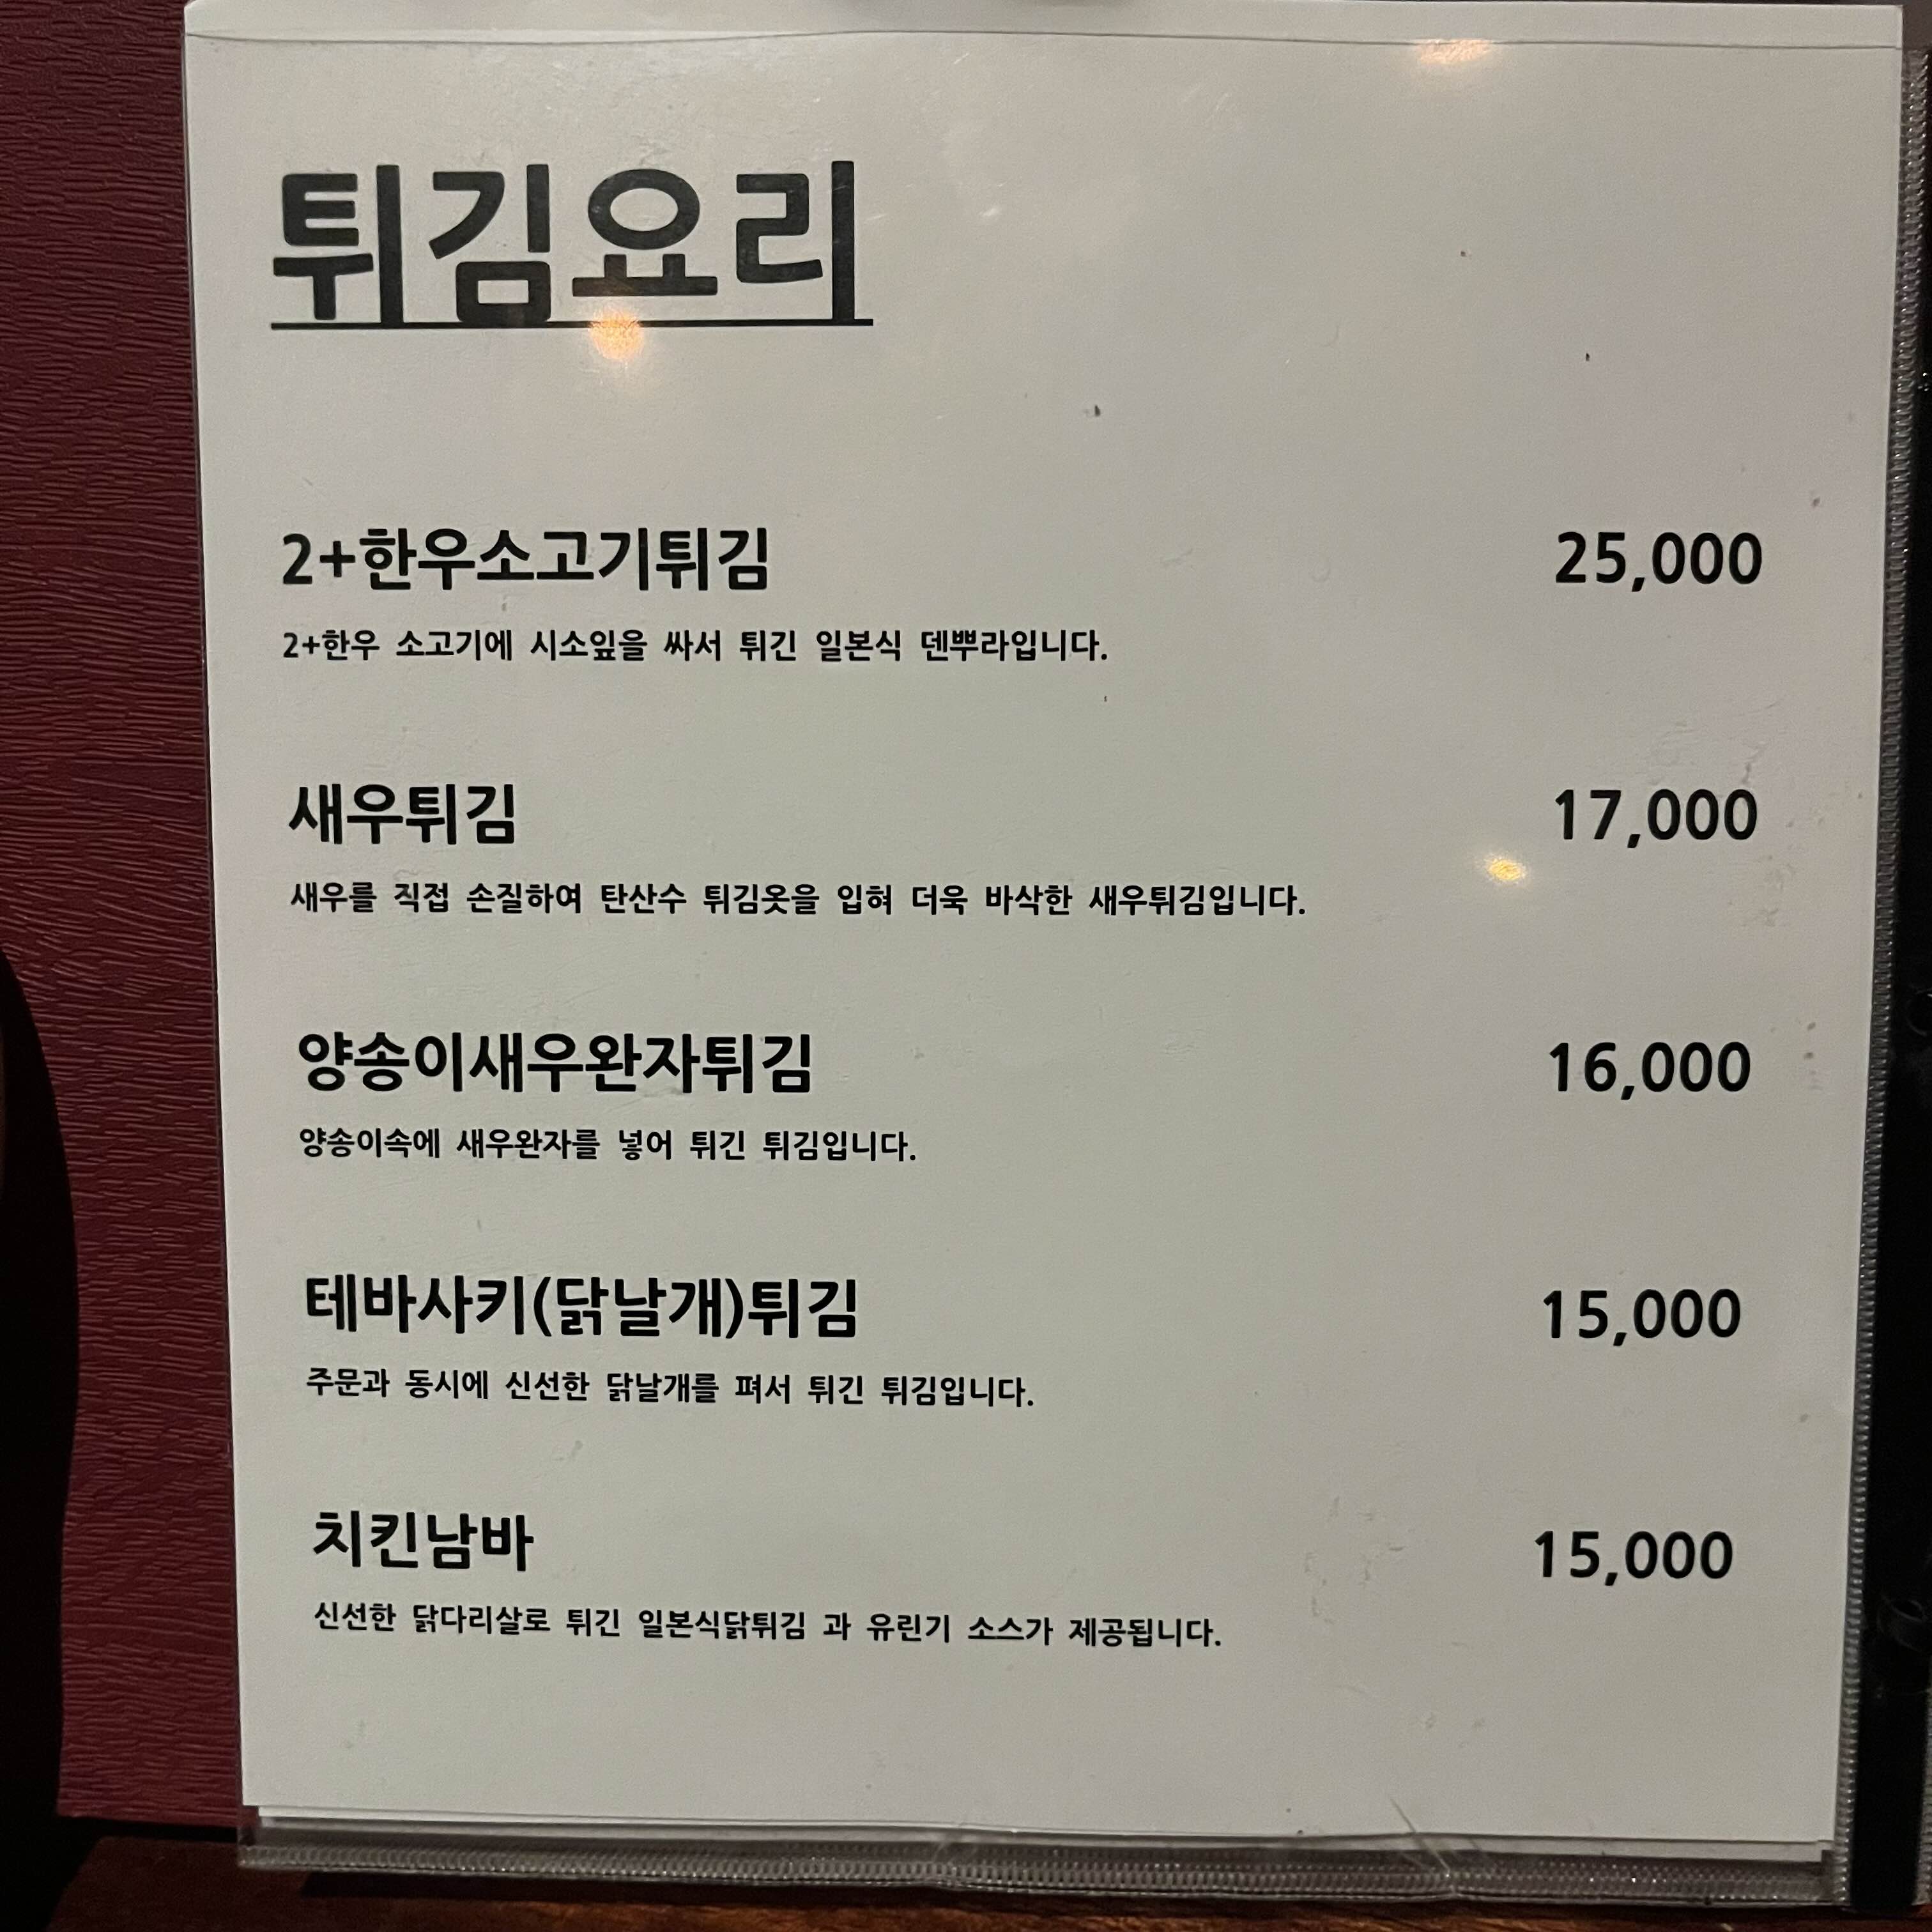 튀김요리
2+한우소고기튀김 25,000
2+한우 소고기에 시소잎을 싸서 튀긴 일본식 덴뿌라입니다.
새우튀김 17,000
새우를 직접 손질하여 탄산수 튀김옷을 입혀 더욱 바삭한 새우튀김입니다.
양송이새우완자튀김 16,000
양송이속에 새우완자를 넣어 튀긴 튀김입니다.
테바사키(닭날개)튀김 15,000
주문과 동시에 신선한 닭날개를 펴서 튀긴 튀김입니다.
치킨남바 15,000
신선한 닭다리살로 튀긴 일본식닭튀김 과 유린기 소스가 제공됩니다.